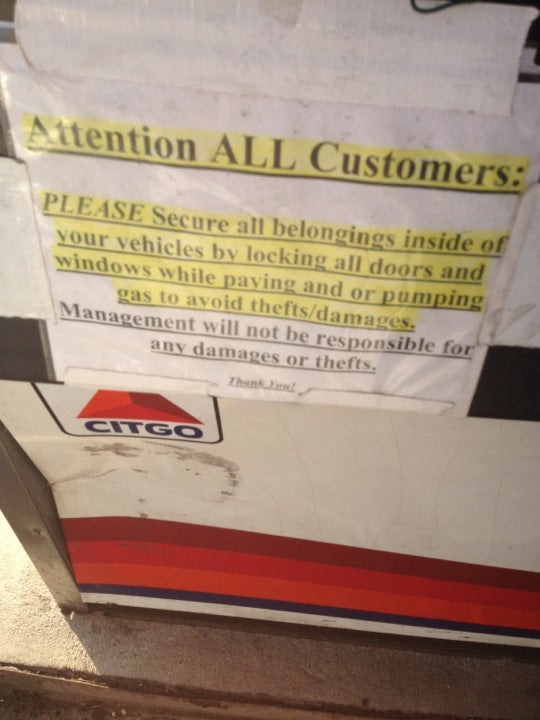 Attention ALL Customers:
PLEASE Secure all belongings inside of
your vehicles by locking all doors and
windows while paying and or pumping
gas to avoid thefts/damages.
Management will not be responsible for
any damages or thefts.
Thank You!
CITGO